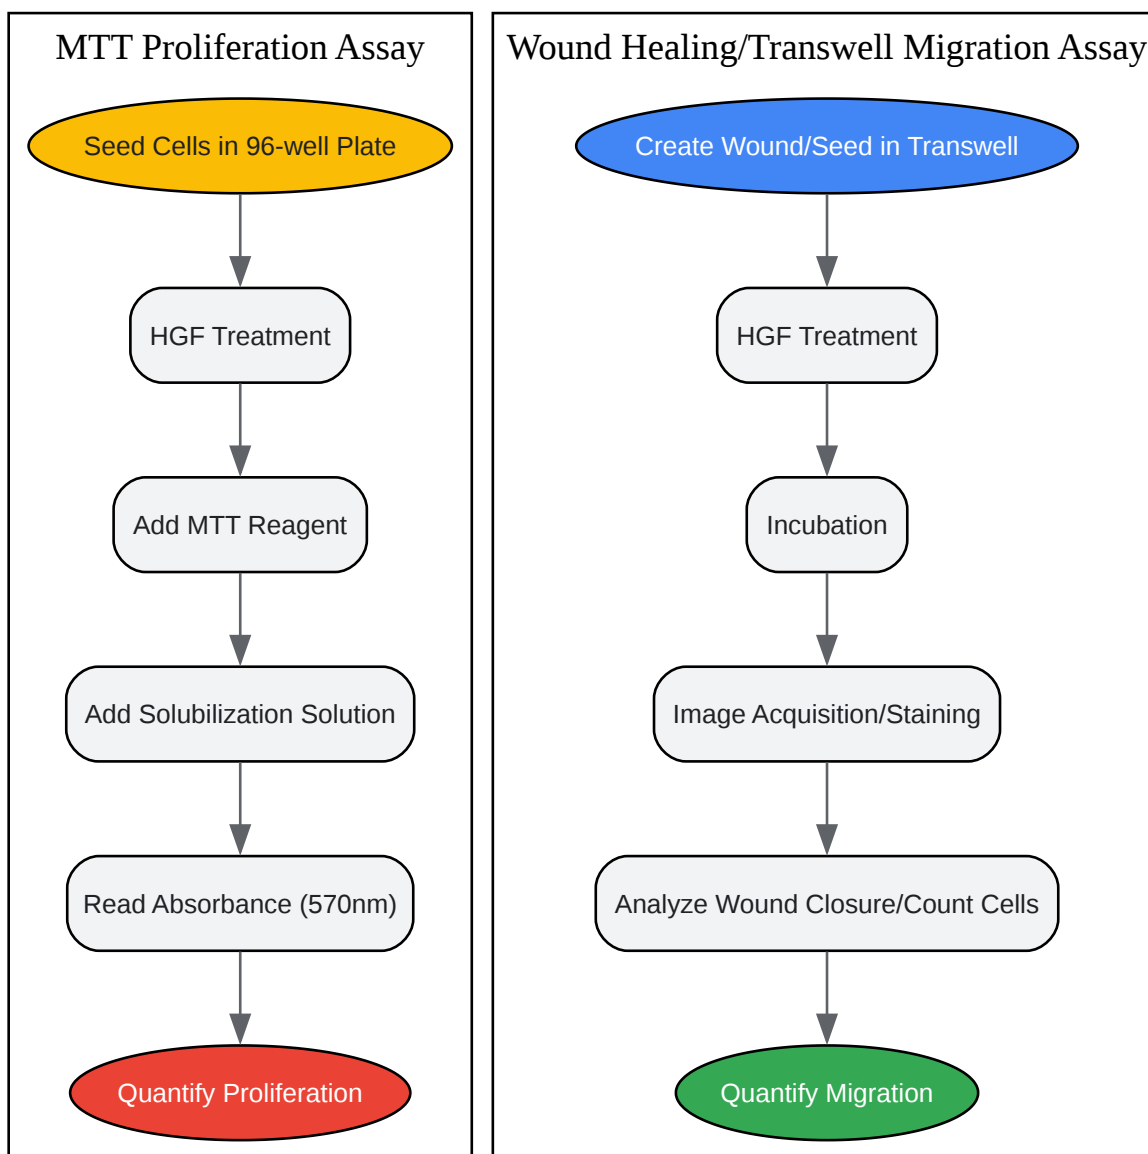 MTT Proliferation Assay
Seed Cells in 96-well Plate
HGF Treatment
Add MTT Reagent
Add Solubilization Solution
Read Absorbance (570nm)
Quantify Proliferation
Wound Healing/Transwell Migration Assay
Create Wound/Seed in Transwell
HGF Treatment
Incubation
Image Acquisition/Staining
Analyze Wound Closure/Count Cells
Quantify Migration